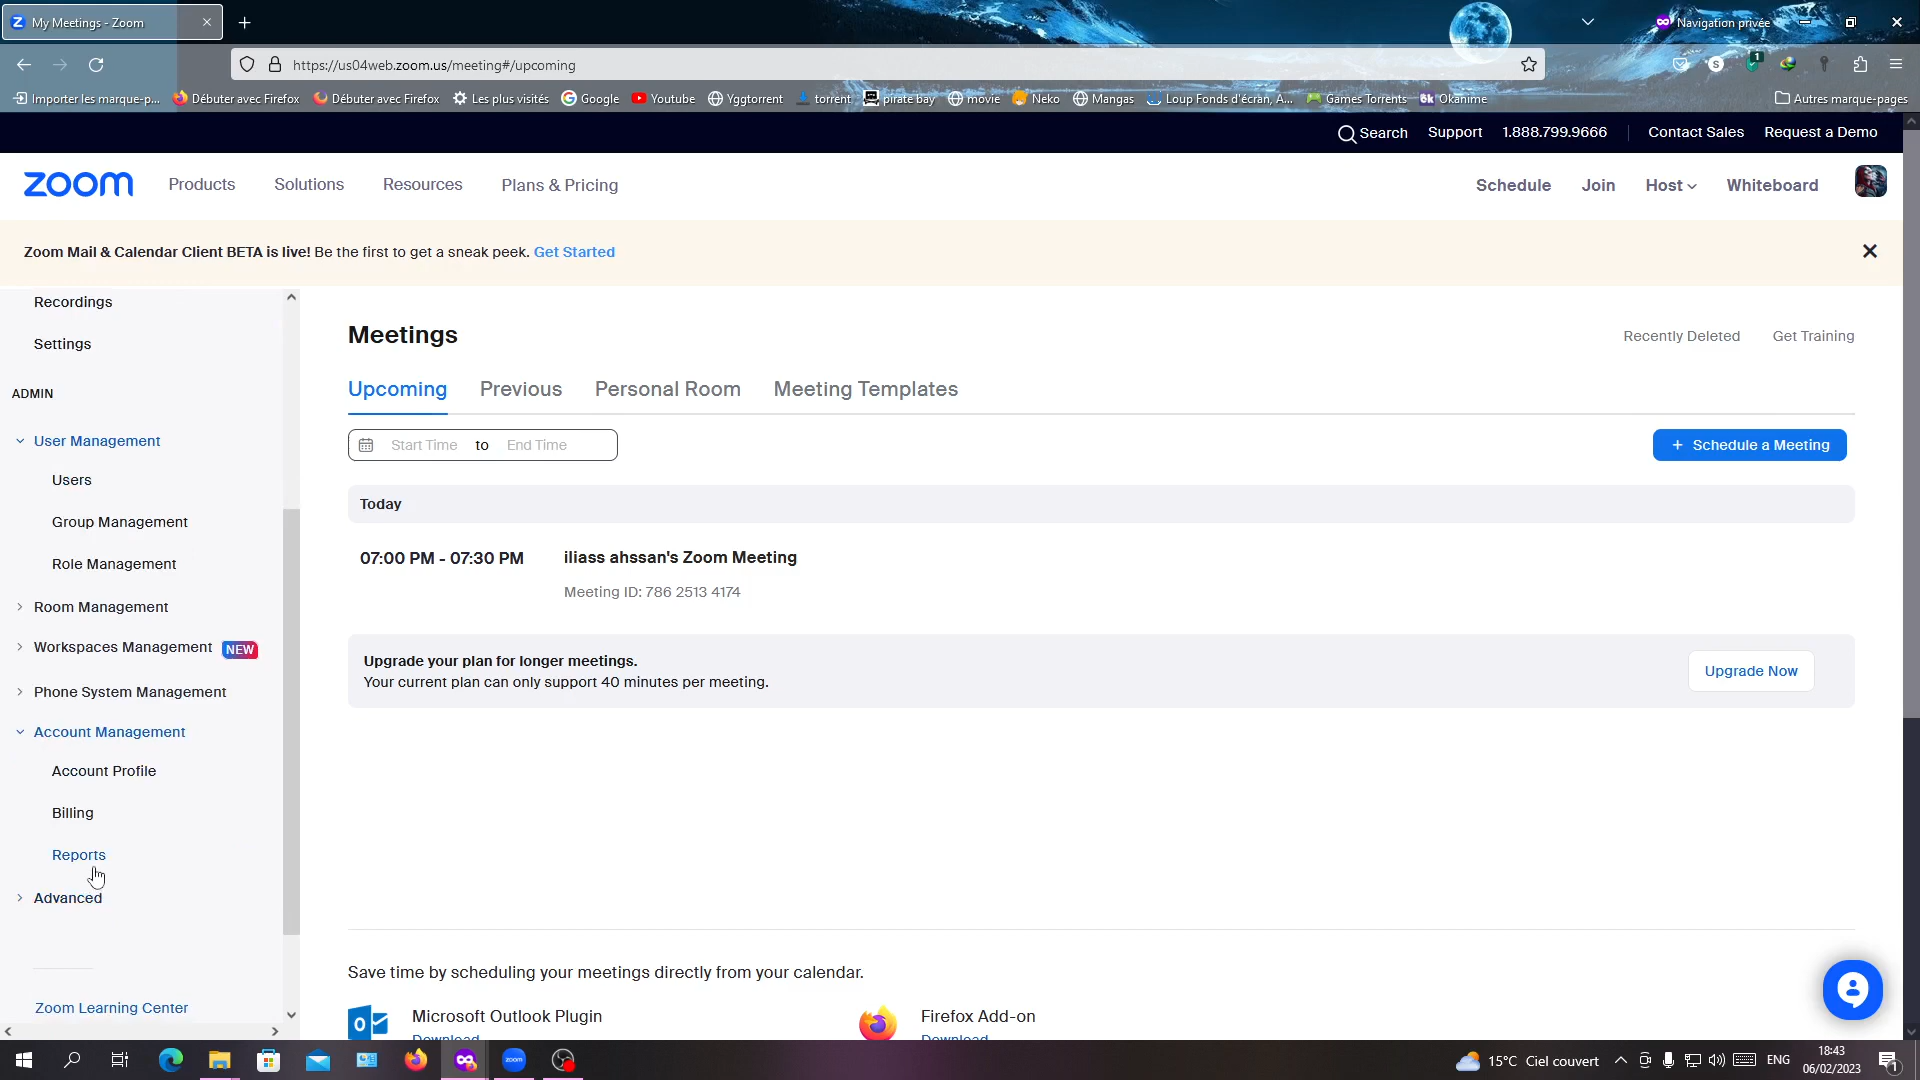 My Meetings - Zoom
Navigation privée
https://us04web.zoom.us/meeting#/upcoming
Importer les marque-p...
Débuter avec Firefox
Débuter avec Firefox
Les plus visités
Google
Youtube
Yggtorrent
torrent
pirate bay
movie
Neko
Mangas
Loup Fonds d'écran, A...
Games Torrents
Okanime
Autres marque-pages
Search
Support
1.888.799.9666
Contact Sales
Request a Demo
zoom
Products
Solutions
Resources
Plans & Pricing
Schedule
Join
Host
Whiteboard
Zoom Mail & Calendar Client BETA is live! Be the first to get a sneak peek. Get Started
Recordings
Settings
ADMIN
User Management
Users
Group Management
Role Management
Room Management
Workspaces Management NEW
Phone System Management
Account Management
Account Profile
Billing
Reports
Advanced
Zoom Learning Center
Meetings
Recently Deleted
Get Training
Upcoming
Previous
Personal Room
Meeting Templates
Start Time to End Time
+ Schedule a Meeting
Today
07:00 PM - 07:30 PM
iliass ahssan's Zoom Meeting
Meeting ID: 786 2513 4174
Upgrade your plan for longer meetings.
Your current plan can only support 40 minutes per meeting.
Upgrade Now
Save time by scheduling your meetings directly from your calendar.
Microsoft Outlook Plugin
Download
Firefox Add-on
Download
15°C Ciel couvert
ENG
18:43
06/02/2023